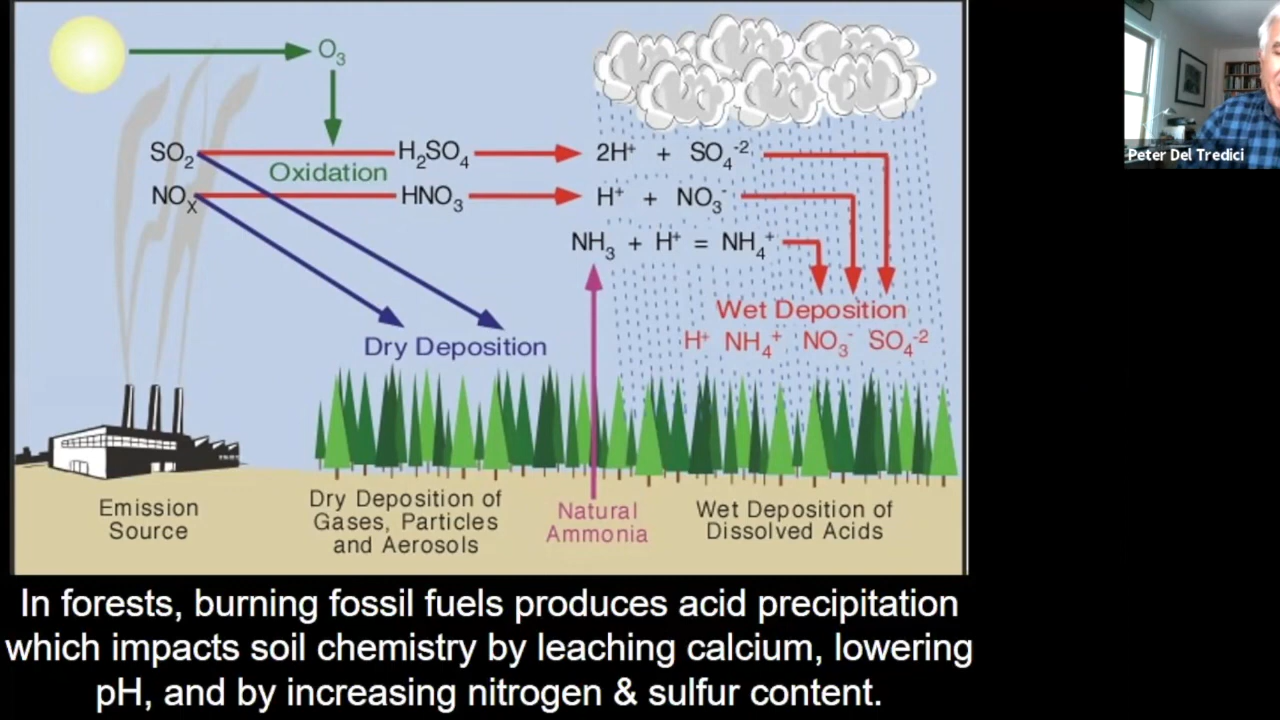 O₃
SO₂ H₂SO₄ 2H⁺ + SO₄⁻²
Oxidation
NOₓ HNO₃ H⁺ + NO₃⁻
NH₃ + H⁺ = NH₄⁺
Wet Deposition
H⁺ NH₄⁺ NO₃⁻ SO₄⁻²
Dry Deposition
Emission
Source
Dry Deposition of
Gases, Particles
and Aerosols
Natural
Ammonia
Wet Deposition of
Dissolved Acids
In forests, burning fossil fuels produces acid precipitation
which impacts soil chemistry by leaching calcium, lowering
pH, and by increasing nitrogen & sulfur content.
Peter Del Tredici